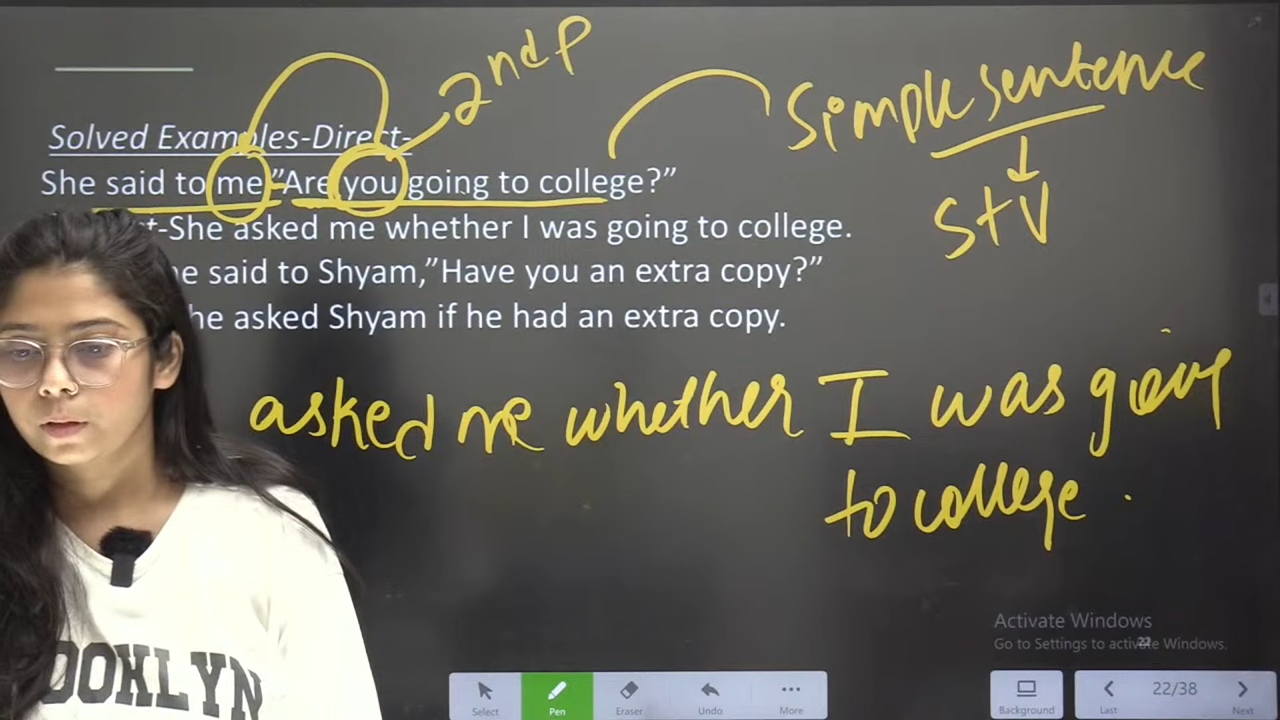 2nd P
Simple sentence
S+V
Solved Examples-Direct-
She said to me-"Are you going to college?"
-She asked me whether I was going to college.
said to Shyam,"Have you an extra copy?"
he asked Shyam if he had an extra copy.
asked me whether I was going
to college.
OOKLYN
Activate Windows
Go to Settings to activate Windows.
22
Select
Pen
Eraser
Undo
More
Background
Last
22/38
Next